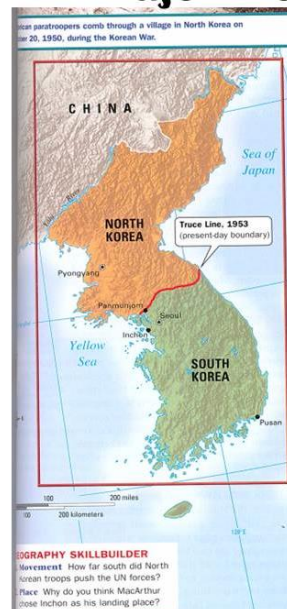 paratroopers comb through a village in North Korea on
20, 1950, during the Korean War.
CHINA
Yalu River
Sea of
Japan
NORTH
KOREA
Truce Line, 1953
(present-day boundary)
Pyongyang
Panmunjom
Seoul
Inchon
Yellow
Sea
SOUTH
KOREA
Pusan
100 200 miles
100 200 kilometers
SKILLBUILDER
Movement How far south did North
Korean troops push the UN forces?
Place Why do you think MacArthur
chose Inchon as his landing place?